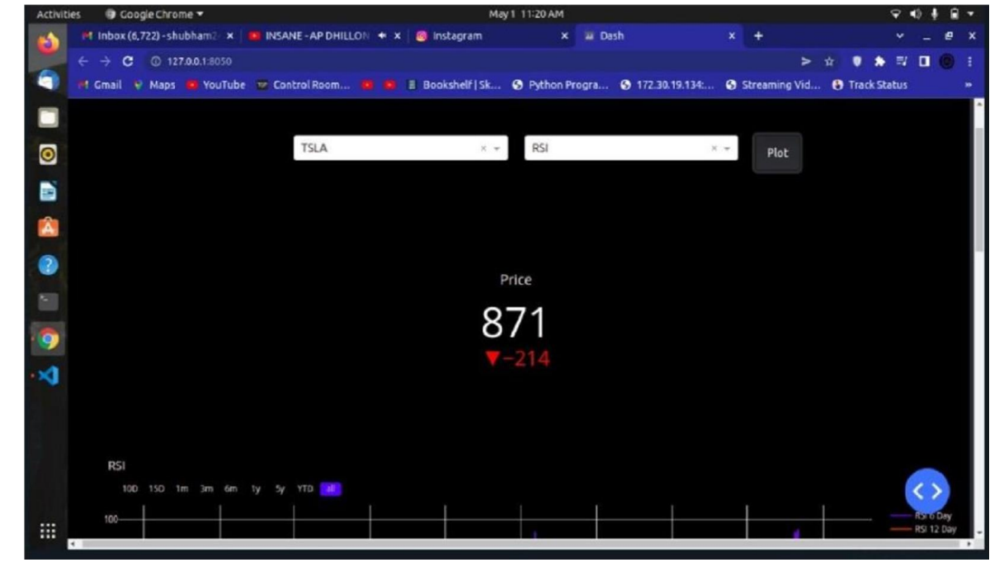 Activities Google Chrome May 1 11:20 AM
Inbox (6,722) - shubham2 x INSANE - AP DHILLON x Instagram x Dash x +
127.0.0.1:8050
Gmail Maps YouTube Control Room... Bookshelf | Sk... Python Progra... 172.30.19.134:... Streaming Vid... Track Status »
TSLA × RSI × Plot
Price
871
▼−214
RSI
10D 15D 1m 3m 6m 1y 5y YTD all
100
RSI 6 Day
RSI 12 Day